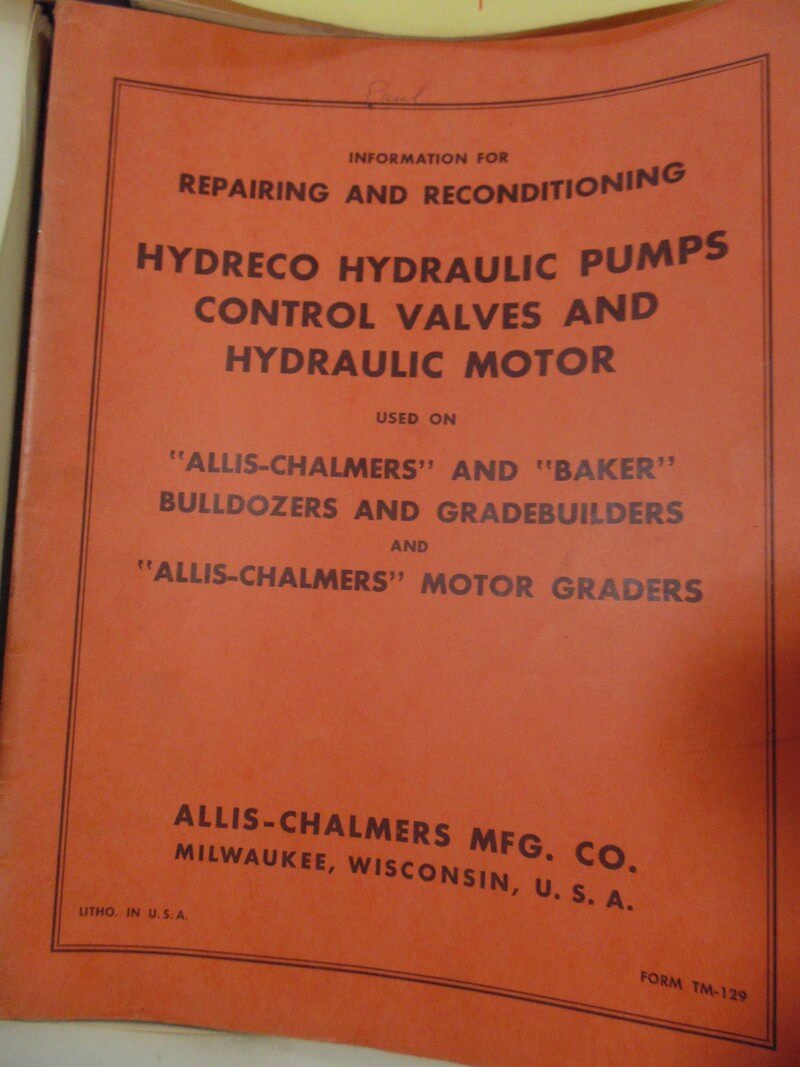 Paul
INFORMATION FOR
REPAIRING AND RECONDITIONING
HYDRECO HYDRAULIC PUMPS
CONTROL VALVES AND
HYDRAULIC MOTOR
USED ON
"ALLIS-CHALMERS" AND "BAKER"
BULLDOZERS AND GRADEBUILDERS
AND
"ALLIS-CHALMERS" MOTOR GRADERS
ALLIS-CHALMERS MFG. CO.
MILWAUKEE, WISCONSIN, U. S. A.
LITHO. IN U.S.A.
FORM TM-129